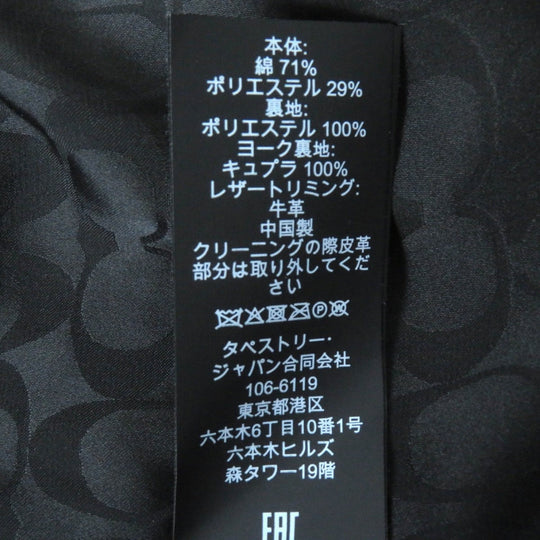 本体:
綿 71%
ポリエステル 29%
裏地:
ポリエステル 100%
ヨーク裏地:
キュプラ 100%
レザートリミング:
牛革
中国製
クリーニングの際皮革
部分は取り外してくだ
さい
タペストリー・
ジャパン合同会社
106-6119
東京都港区
六本木6丁目10番1号
六本木ヒルズ
森タワー19階
EAC